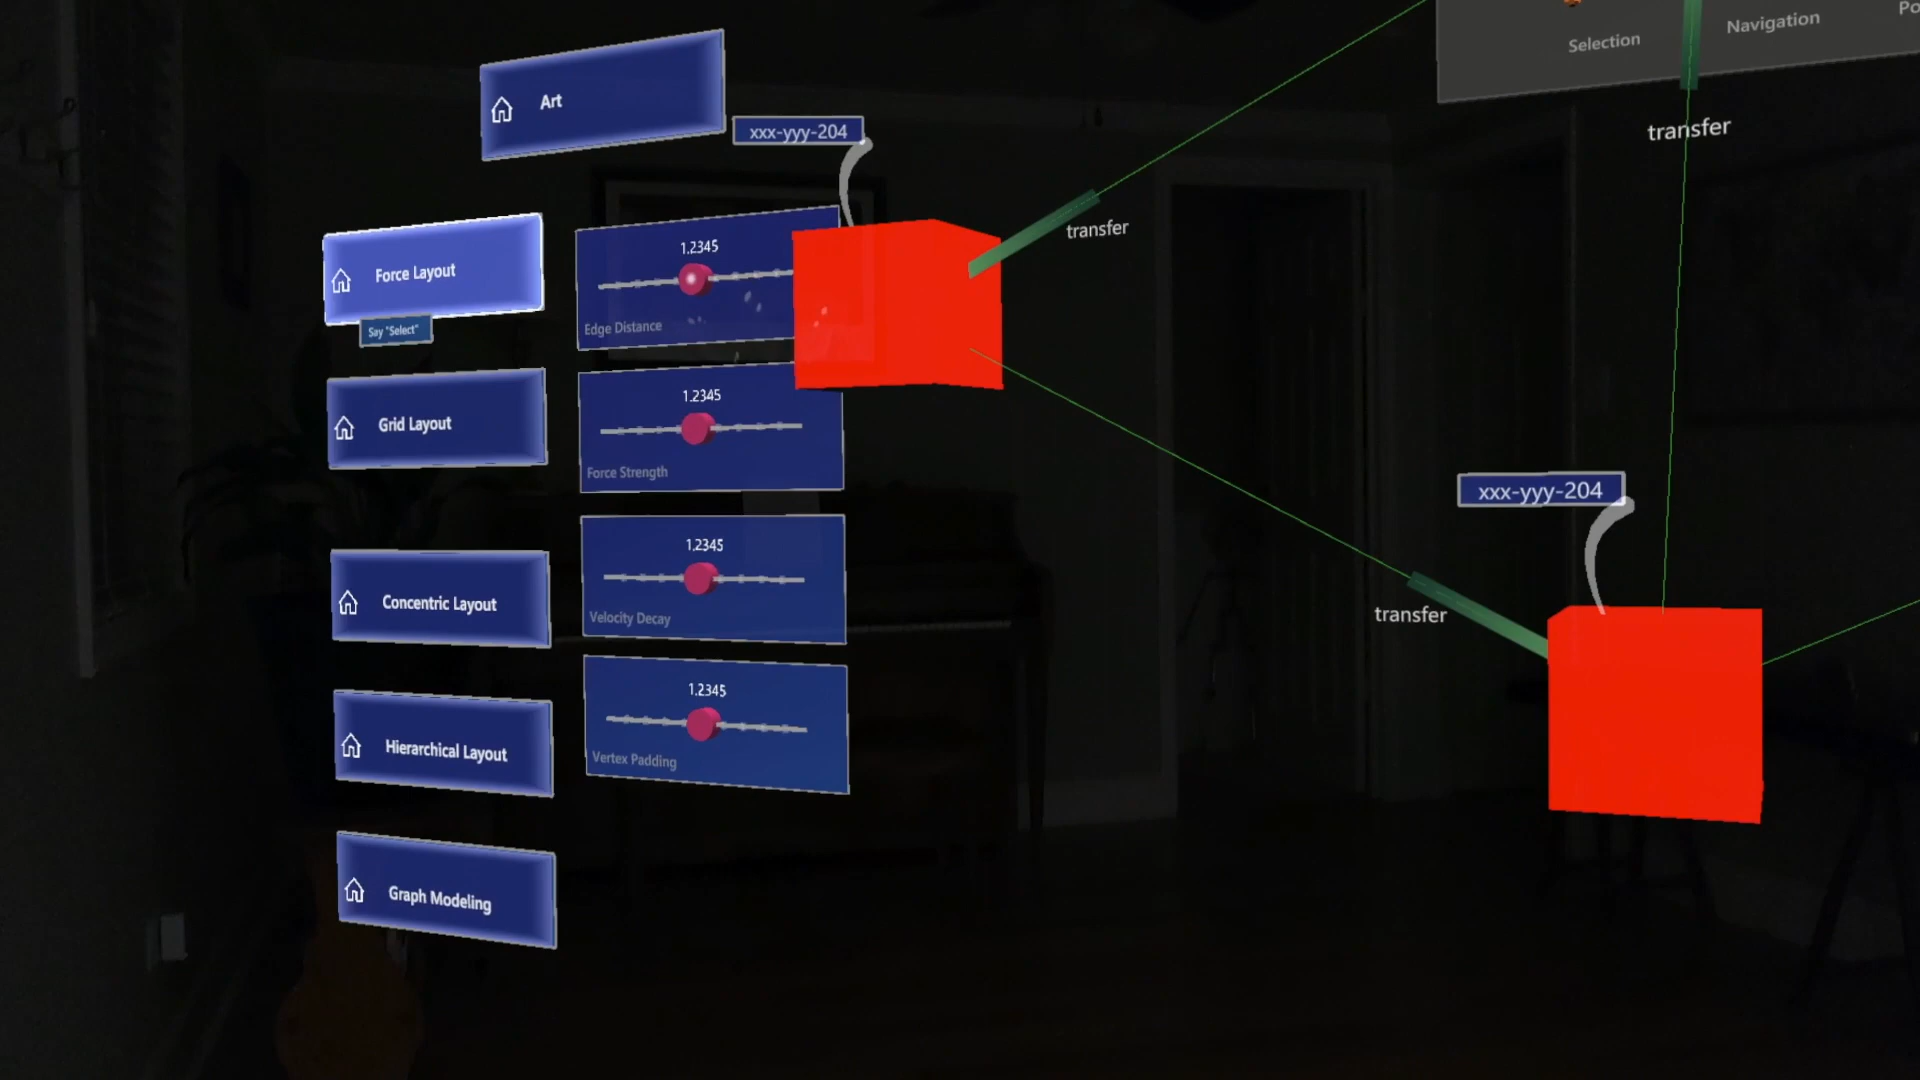 Art
xxx-yyy-204
Selection
Navigation
Po
transfer
transfer
Force Layout
Say "Select"
1.2345
Edge Distance
Grid Layout
1.2345
Force Strength
xxx-yyy-204
Concentric Layout
1.2345
Velocity Decay
transfer
Hierarchical Layout
1.2345
Vertex Padding
Graph Modeling